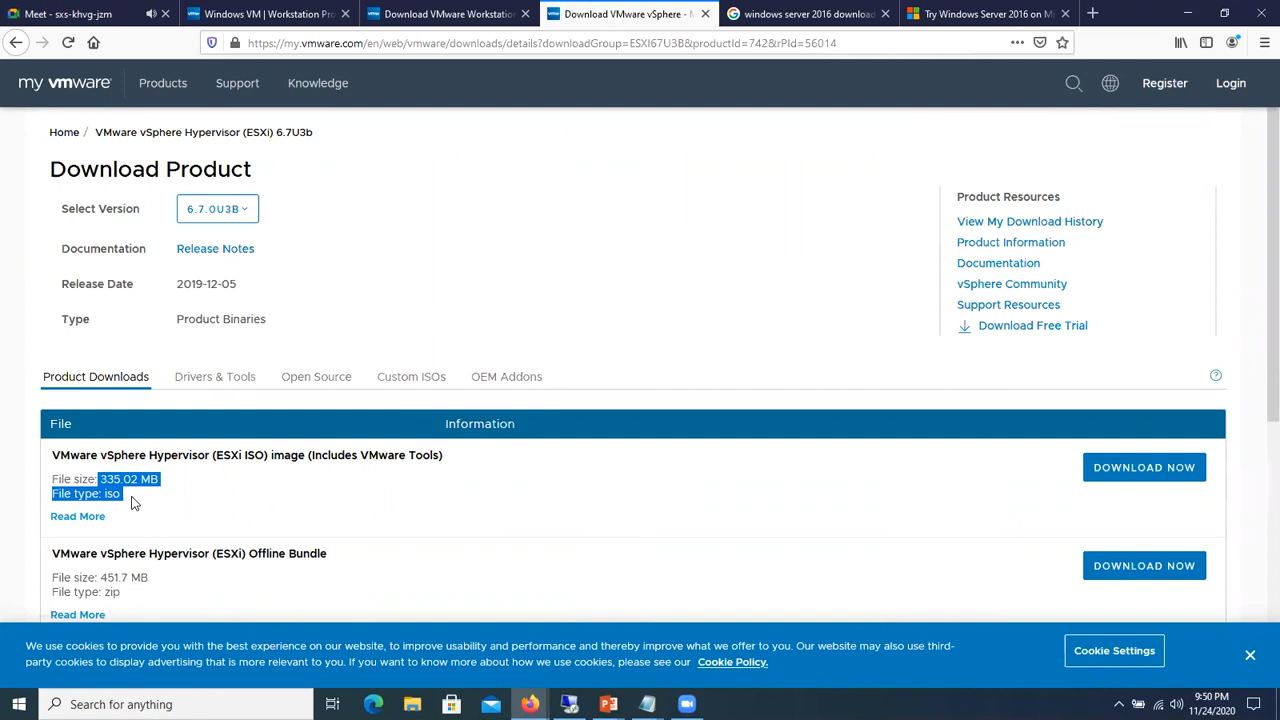 Meet - sxs-khvg-jzm
Windows VM | Workstation Pro
Download VMware Workstation
Download VMware vSphere - M
windows server 2016 download
Try Windows Server 2016 on Mi
https://my.vmware.com/en/web/vmware/downloads/details?downloadGroup=ESXI67U3B&productId=742&rPId=56014
my vmware
Products
Support
Knowledge
Register
Login
Home / VMware vSphere Hypervisor (ESXi) 6.7U3b
Download Product
Select Version
6.7.0U3B
Documentation
Release Notes
Release Date
2019-12-05
Type
Product Binaries
Product Resources
View My Download History
Product Information
Documentation
vSphere Community
Support Resources
Download Free Trial
Product Downloads
Drivers & Tools
Open Source
Custom ISOs
OEM Addons
File
Information
VMware vSphere Hypervisor (ESXi ISO) image (Includes VMware Tools)
File size: 335.02 MB
File type: iso
Read More
DOWNLOAD NOW
VMware vSphere Hypervisor (ESXi) Offline Bundle
File size: 451.7 MB
File type: zip
Read More
DOWNLOAD NOW
We use cookies to provide you with the best experience on our website, to improve usability and performance and thereby improve what we offer to you. Our website may also use third-
party cookies to display advertising that is more relevant to you. If you want to know more about how we use cookies, please see our Cookie Policy.
Cookie Settings
Search for anything
9:50 PM
11/24/2020